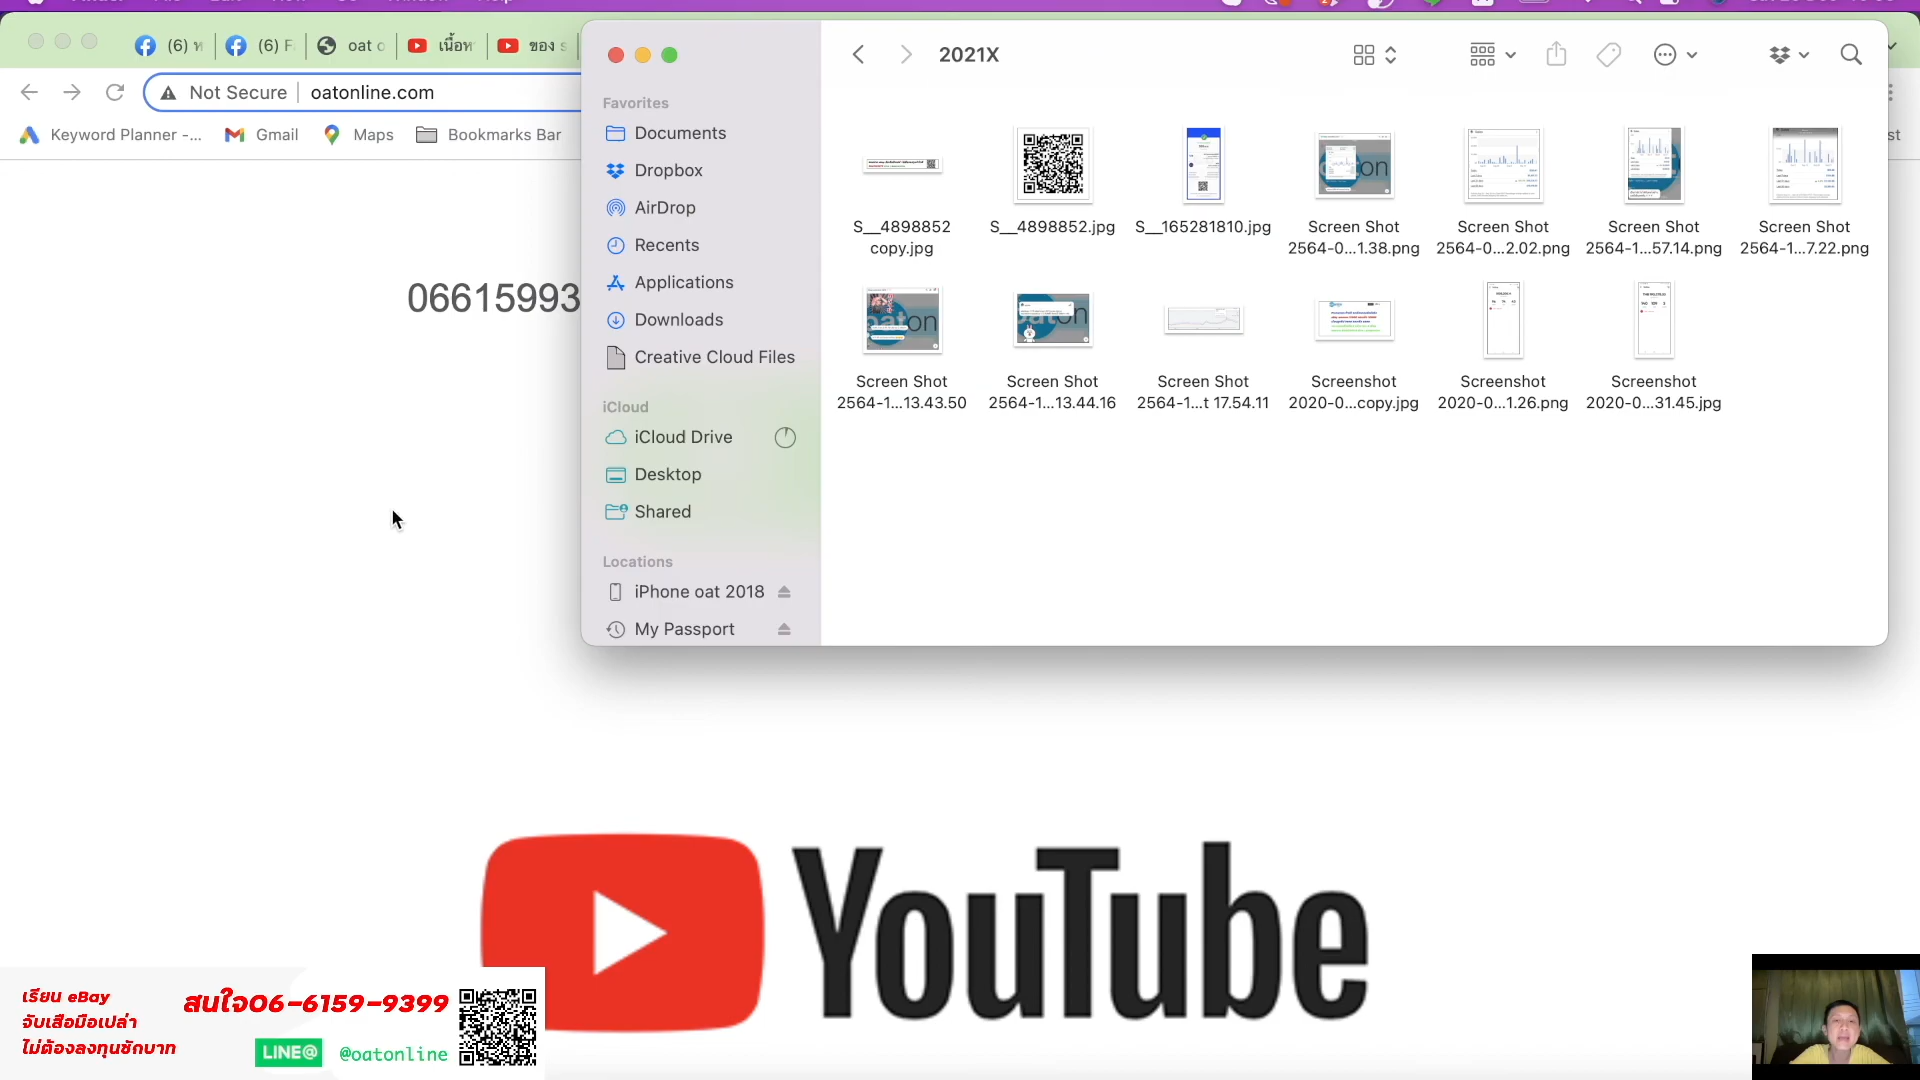 (6) ห
(6) F
oat o
เนื้อห
ของ s
Not Secure
oatonline.com
Keyword Planner -...
Gmail
Maps
Bookmarks Bar
st
06615993
2021X
Favorites
Documents
Dropbox
AirDrop
Recents
Applications
Downloads
Creative Cloud Files
iCloud
iCloud Drive
Desktop
Shared
Locations
iPhone oat 2018
My Passport
S__4898852
copy.jpg
S__4898852.jpg
S__165281810.jpg
Screen Shot
2564-0...1.38.png
Screen Shot
2564-0...2.02.png
Screen Shot
2564-1...57.14.png
Screen Shot
2564-1...7.22.png
Screen Shot
2564-1...13.43.50
Screen Shot
2564-1...13.44.16
Screen Shot
2564-1...t 17.54.11
Screenshot
2020-0...copy.jpg
Screenshot
2020-0...1.26.png
Screenshot
2020-0...31.45.jpg
YouTube
เรียน eBay
จับเสือมือเปล่า
ไม่ต้องลงทุนซักบาท
สนใจ06-6159-9399
LINE@
@oatonline